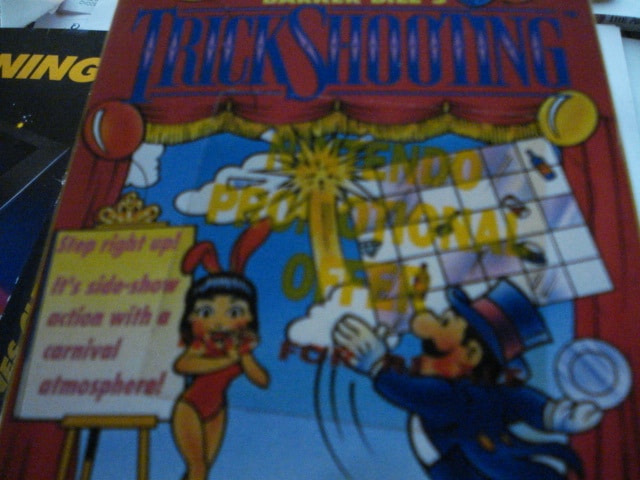 BARKER BILL'S
TRICK SHOOTING
NING
NINTENDO
PROMOTIONAL
OFFER
Step right up!
It's side-show
action with a
carnival
atmosphere!
FOR